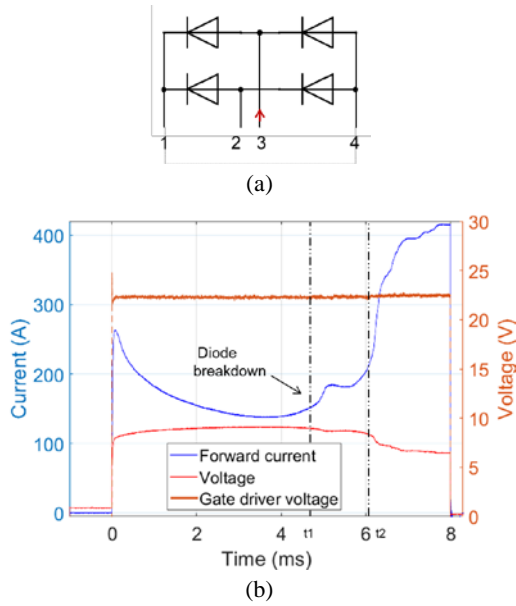 1 2 3 4
(a)
400
300
200
100
0
Current (A)
30
25
20
15
10
5
0
Voltage (V)
Diode
breakdown
Forward current
Voltage
Gate driver voltage
0 2 4 t1 6 t2 8
Time (ms)
(b)